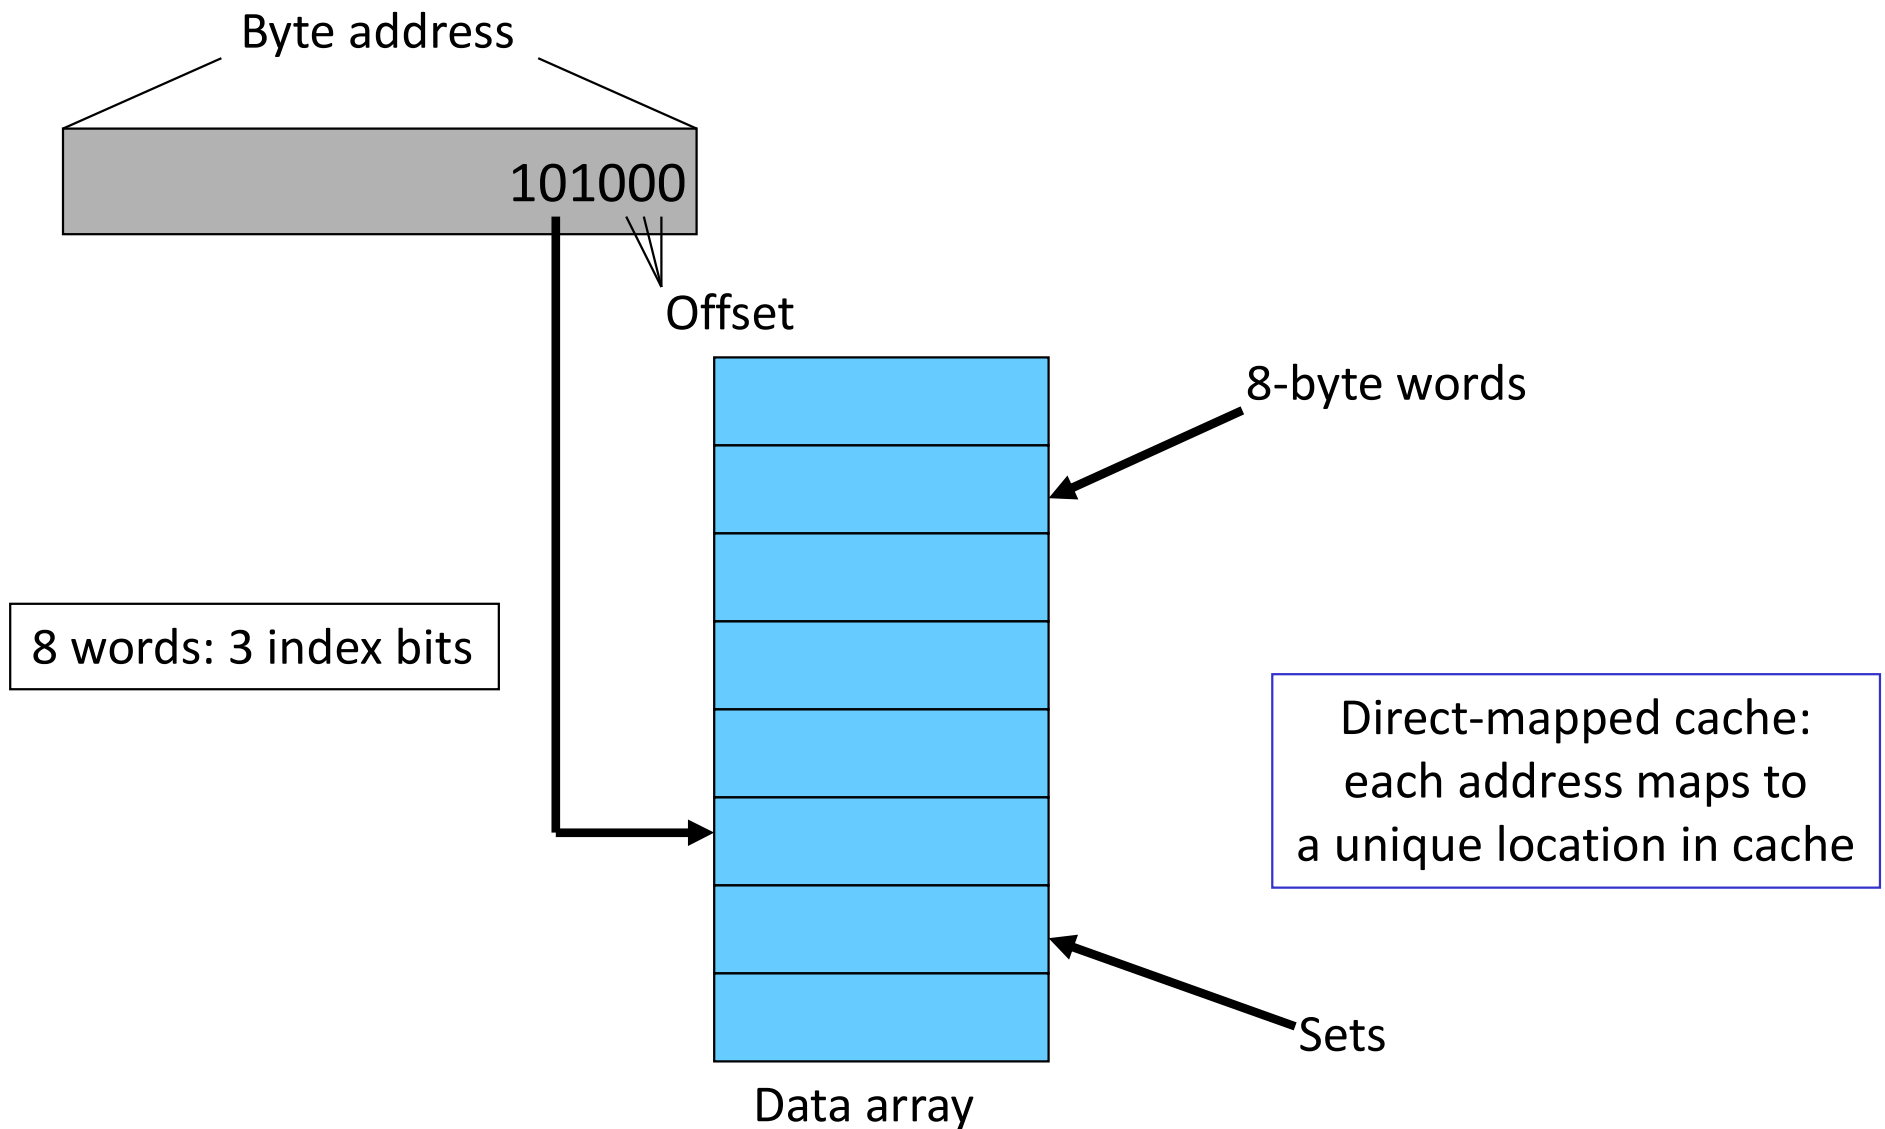 Byte address
101000
Offset
8-byte words
8 words: 3 index bits
Direct-mapped cache:
each address maps to
a unique location in cache
Sets
Data array